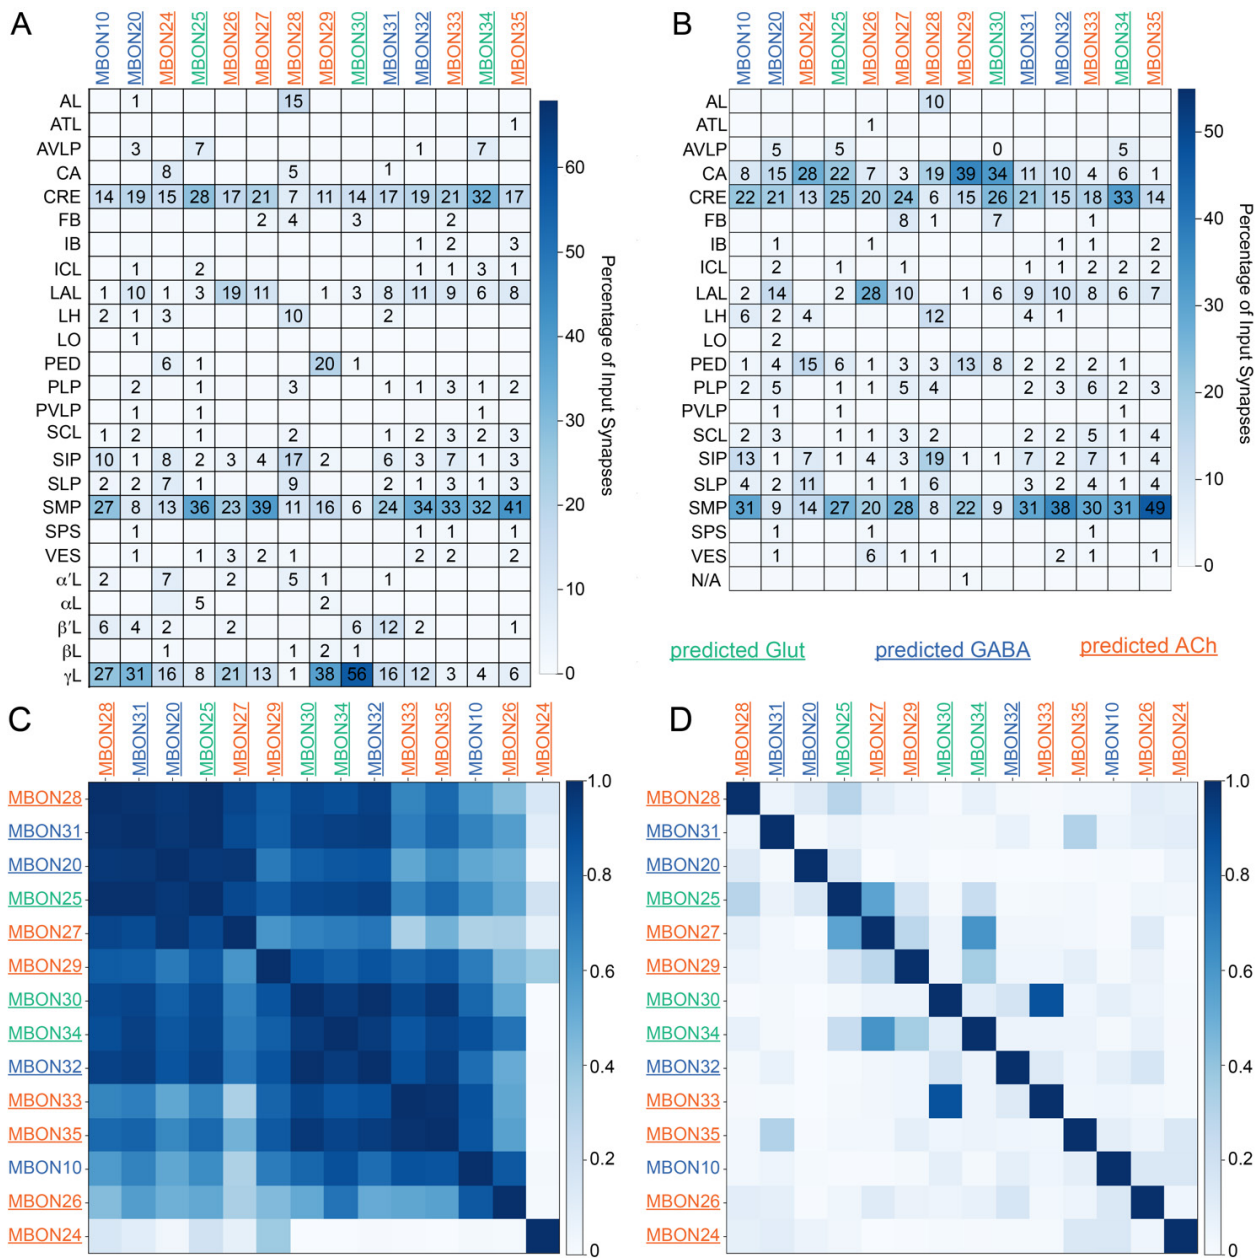 A
MBON10 MBON20 MBON24 MBON25 MBON26 MBON27 MBON28 MBON29 MBON30 MBON31 MBON32 MBON33 MBON34 MBON35
AL 1 15
ATL 1
AVLP 3 7 1 7
CA 8 5 1
CRE 14 19 15 28 17 21 7 11 14 17 19 21 32 17
FB 2 4 3 2
IB 1 2 3
ICL 1 2 1 1 3 1
LAL 1 10 1 3 19 11 1 3 8 11 9 6 8
LH 2 1 3 10 2
LO 1
PED 6 1 20 1
PLP 2 1 3 1 1 3 1 2
PVLP 1 1 1
SCL 1 2 1 2 1 2 3 2 3
SIP 10 1 8 2 3 4 17 2 6 3 7 1 3
SLP 2 2 7 1 9 2 1 3 1 3
SMP 27 8 13 36 23 39 11 16 6 24 34 33 32 41
SPS 1 1 1 1
VES 1 1 3 2 1 2 2 2
α'L 2 7 2 5 1 1
αL 5 2
β'L 6 4 2 2 6 12 2 1
βL 1 1 2 1
γL 27 31 16 8 21 13 1 38 56 16 12 3 4 6
60
50
40
30
20
10
0
Percentage of Input Synapses
B
MBON10 MBON20 MBON24 MBON25 MBON26 MBON27 MBON28 MBON29 MBON30 MBON31 MBON32 MBON33 MBON34 MBON35
AL 10
ATL 1
AVLP 5 5 0 5
CA 8 15 28 22 7 3 19 39 34 11 10 4 6 1
CRE 22 21 13 25 20 24 6 15 26 21 15 18 33 14
FB 8 1 7 1
IB 1 1 1 1 2
ICL 2 1 1 1 1 2 2 2
LAL 2 14 2 28 10 1 6 9 10 8 6 7
LH 6 2 4 12 4 1
LO 2
PED 1 4 15 6 1 3 3 13 8 2 2 2 1
PLP 2 5 1 1 5 4 2 3 6 2 3
PVLP 1 1 1
SCL 2 3 1 1 3 2 2 2 5 1 4
SIP 13 1 7 1 4 3 19 1 1 7 2 7 1 4
SLP 4 2 11 1 1 6 3 2 4 1 4
SMP 31 9 14 27 20 28 8 22 9 31 38 30 31 49
SPS 1 1 1
VES 1 6 1 1 2 1 1
N/A 1
50
40
30
20
10
0
Percentage of Input Synapses
predicted Glut predicted GABA predicted ACh
C
MBON28 MBON31 MBON20 MBON25 MBON27 MBON29 MBON30 MBON34 MBON32 MBON33 MBON35 MBON10 MBON26 MBON24
MBON28
MBON31
MBON20
MBON25
MBON27
MBON29
MBON30
MBON34
MBON32
MBON33
MBON35
MBON10
MBON26
MBON24
1.0
0.8
0.6
0.4
0.2
0
D
MBON28 MBON31 MBON20 MBON25 MBON27 MBON29 MBON30 MBON34 MBON32 MBON33 MBON35 MBON10 MBON26 MBON24
MBON28
MBON31
MBON20
MBON25
MBON27
MBON29
MBON30
MBON34
MBON32
MBON33
MBON35
MBON10
MBON26
MBON24
1.0
0.8
0.6
0.4
0.2
0